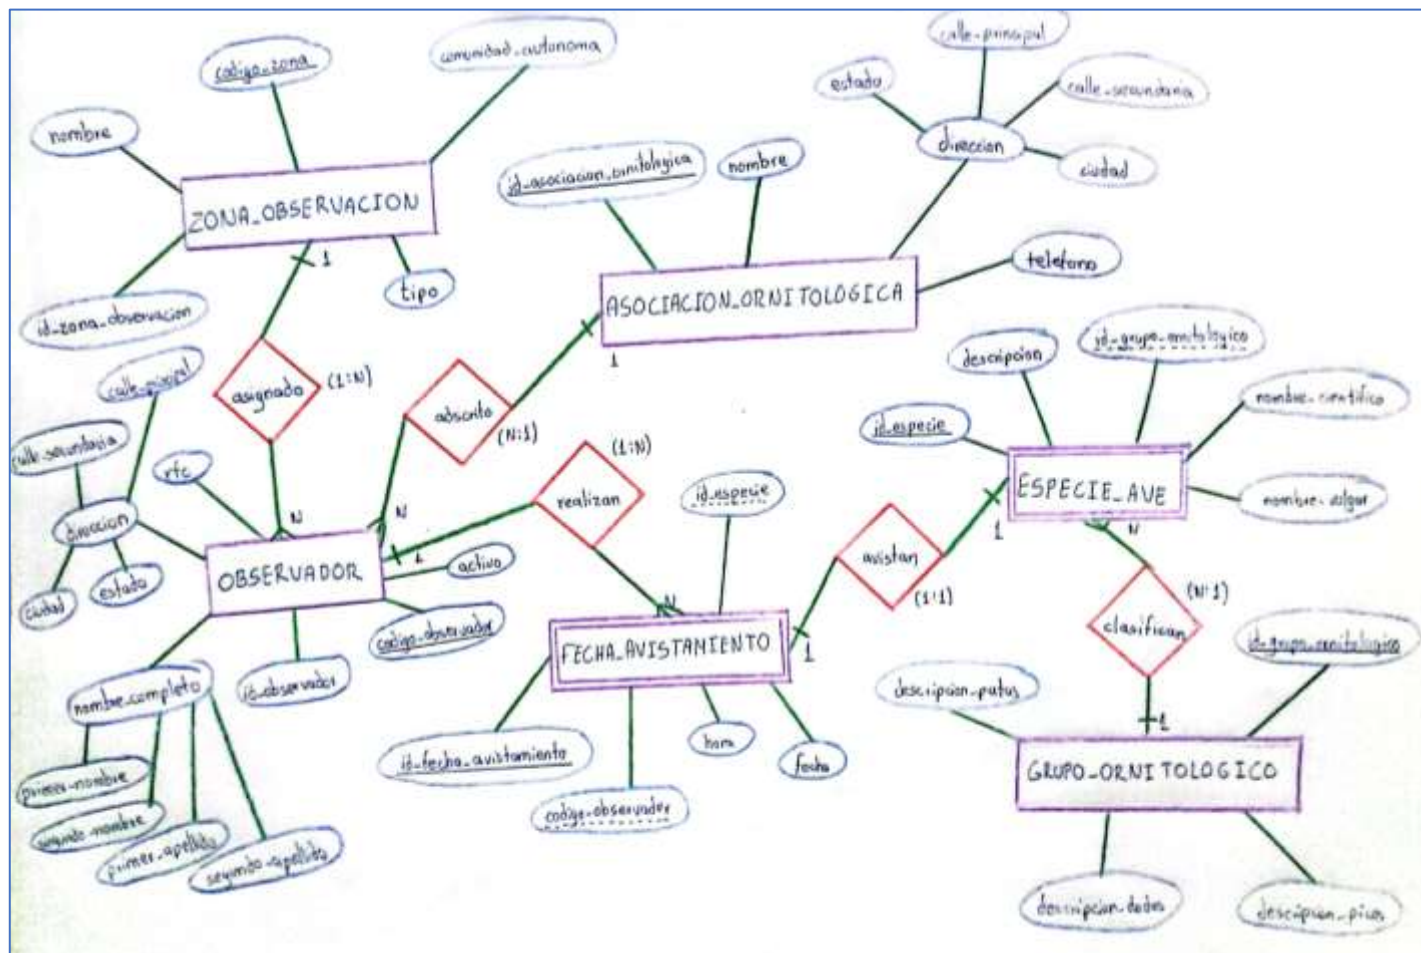 codigo_zona
comunidad_autonoma
nombre
ZONA_OBSERVACION
1
tipo
id_zona_observacion
calle_principal
estado
calle_secundaria
direccion
ciudad
id_asociacion_ornitologica
nombre
ASOCIACION_ORNITOLOGICA
telefono
1
asignado
(1:N)
adscrito
(N:1)
calle_principal
calle_secundaria
rfc
direccion
ciudad
estado
N
N
OBSERVADOR
1
activo
codigo_observador
id_observador
nombre_completo
primer_nombre
segundo_nombre
primer_apellido
segundo_apellido
realizan
(1:N)
id_especie
N
FECHA_AVISTAMIENTO
1
id_fecha_avistamiento
codigo_observador
hora
fecha
avistan
(1:1)
descripcion
id_grupo_ornitologico
nombre_cientifico
id_especie
ESPECIE_AVE
nombre_vulgar
1
N
clasifican
(N:1)
1
id_grupo_ornitologico
descripcion_patas
GRUPO_ORNITOLOGICO
descripcion_dedos
descripcion_picos